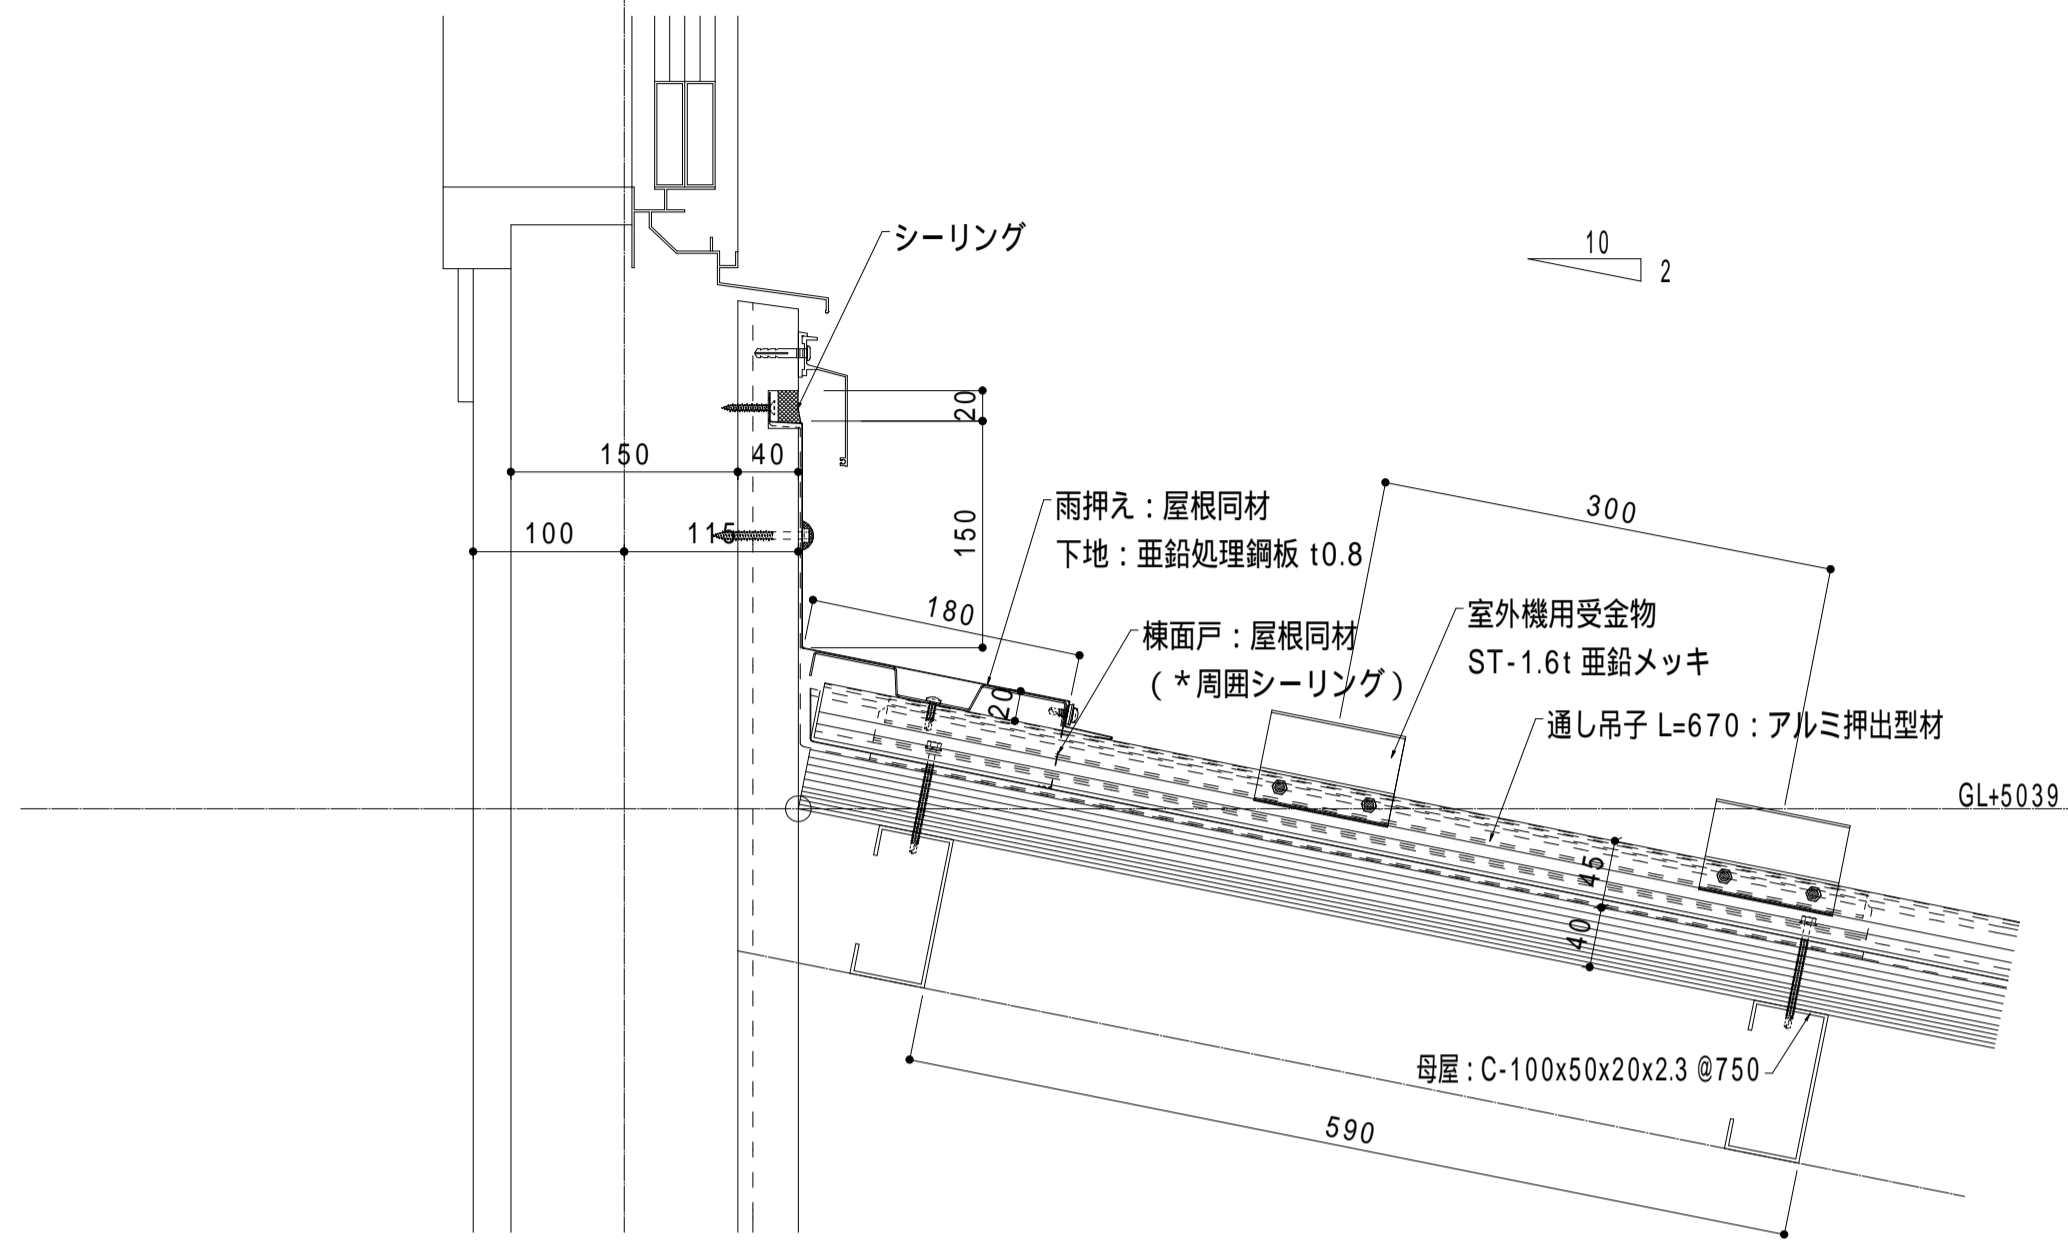 シーリング
10
2
20
150
40
雨押え：屋根同材
下地：亜鉛処理鋼板 t0.8
300
100
115
150
180
棟面戸：屋根同材
（＊周囲シーリング）
室外機用受金物
ST-1.6t 亜鉛メッキ
20
通し吊子 L=670：アルミ押出型材
GL+5039
45
40
母屋：C-100x50x20x2.3 @750
590